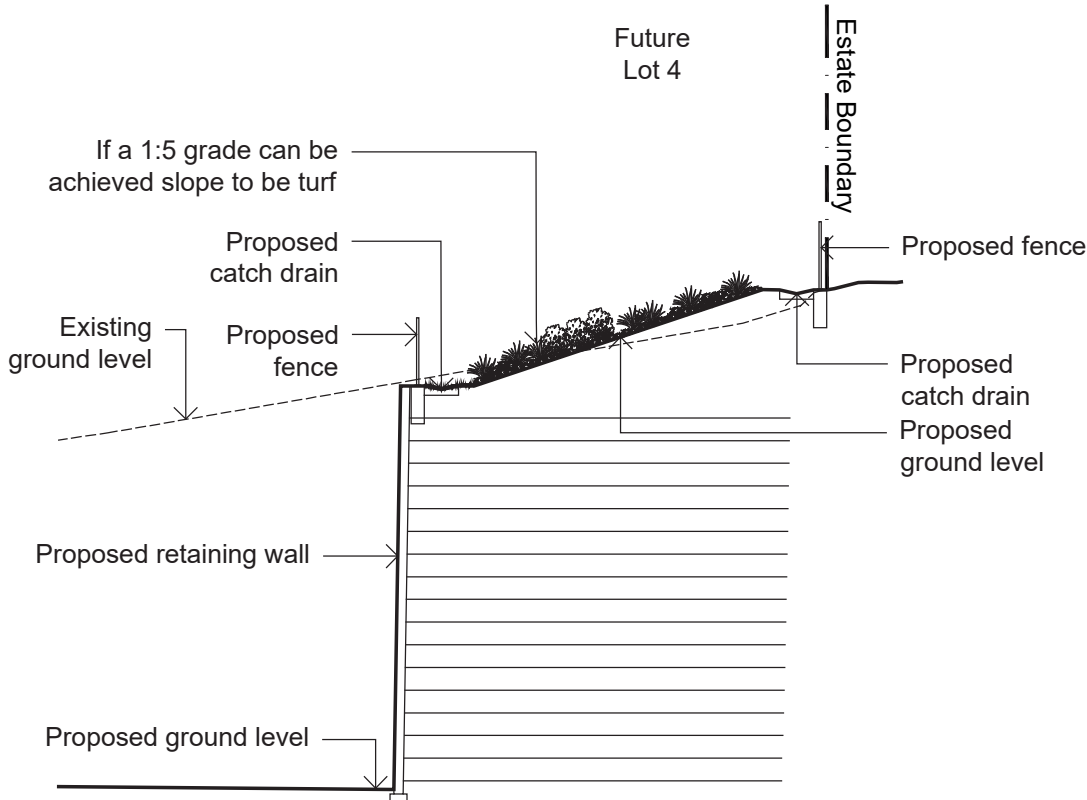 Future
Lot 4
Estate Boundary
If a 1:5 grade can be
achieved slope to be turf
Proposed
catch drain
Proposed fence
Existing
ground level
Proposed
fence
Proposed
catch drain
Proposed
ground level
Proposed retaining wall
Proposed ground level